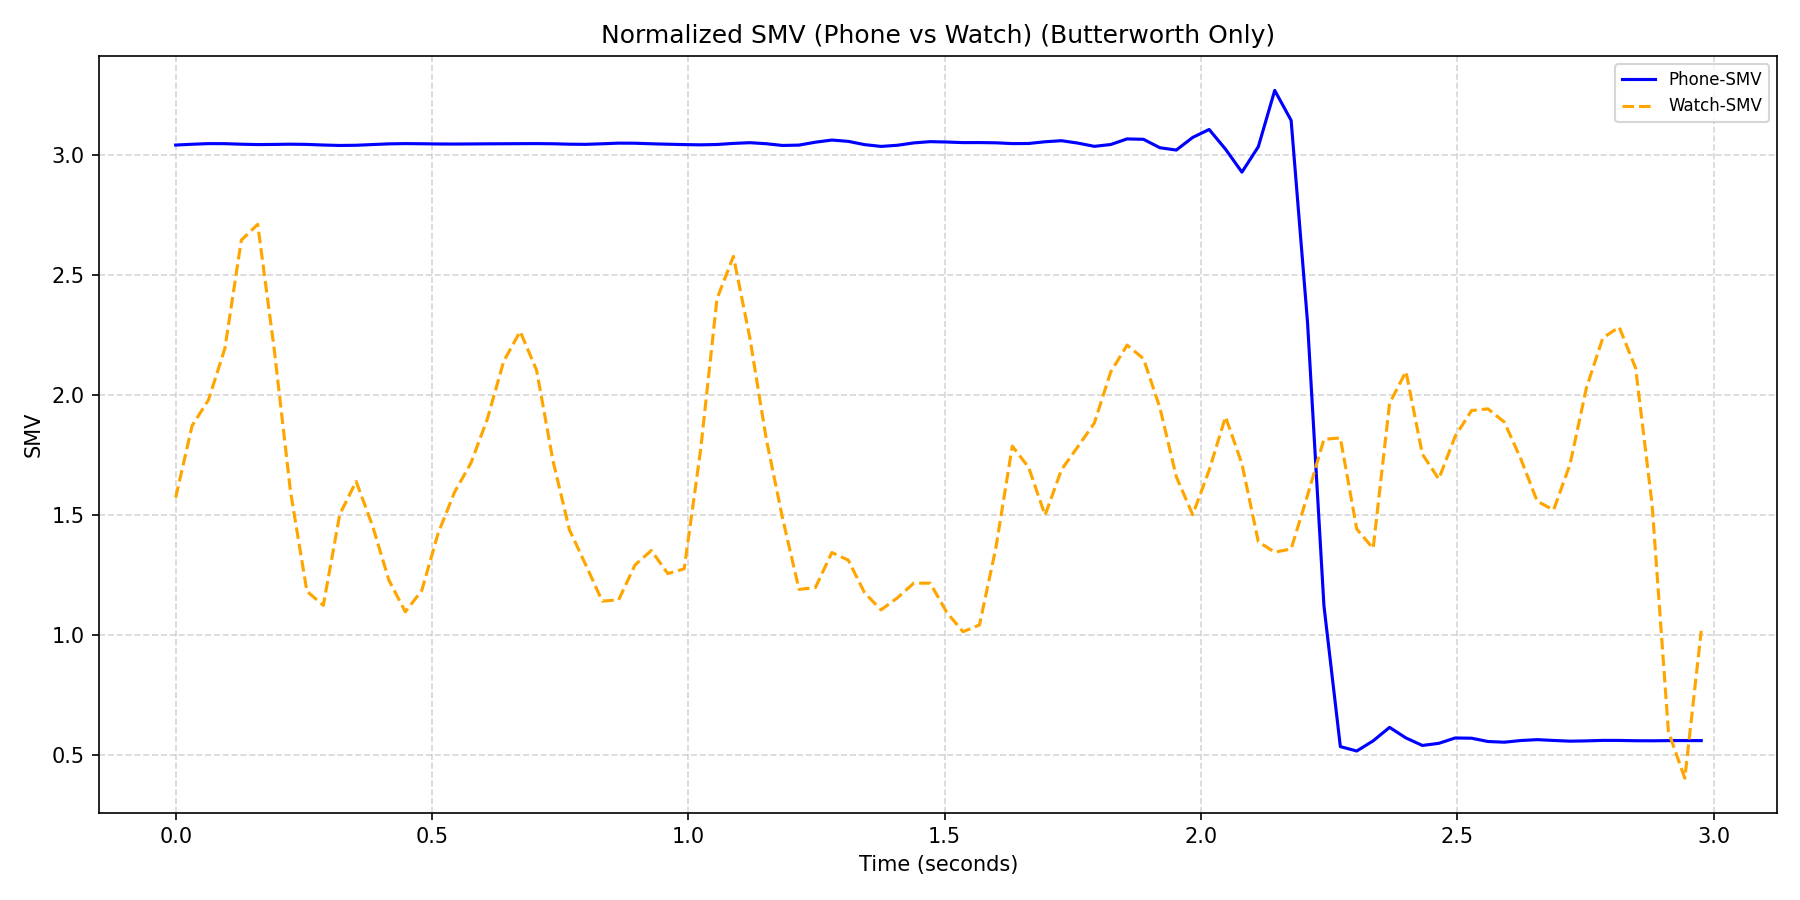 Normalized SMV (Phone vs Watch) (Butterworth Only)
Phone-SMV
Watch-SMV
SMV
3.0
2.5
2.0
1.5
1.0
0.5
0.0 0.5 1.0 1.5 2.0 2.5 3.0
Time (seconds)